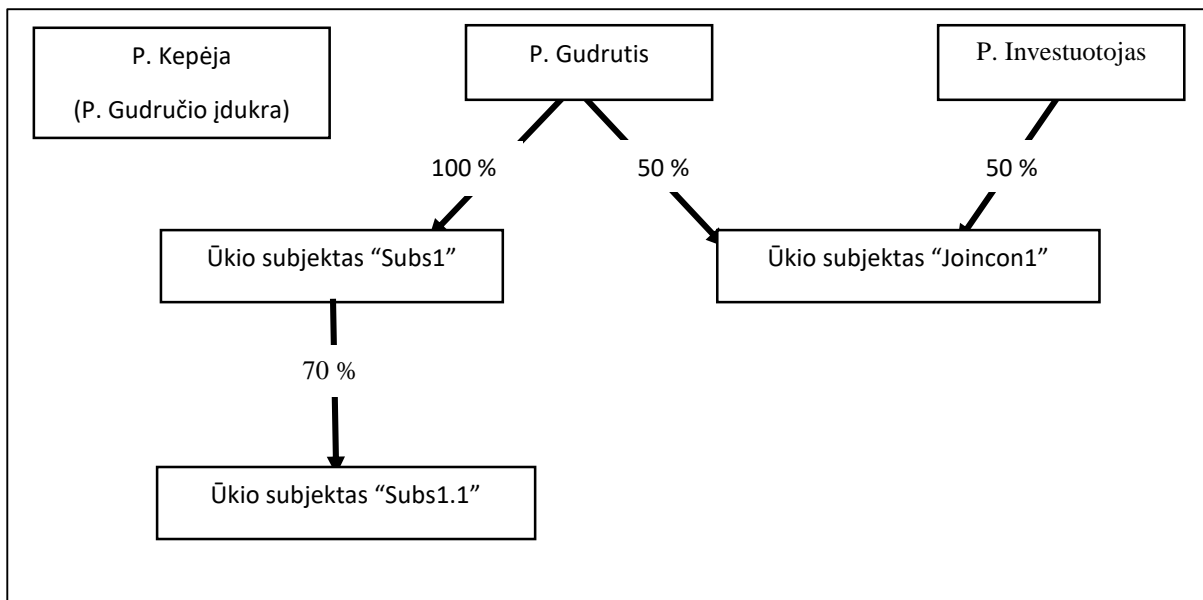 P. Kepėja
(P. Gudručio įdukra)
P. Gudrutis
P. Investuotojas
100 %
50 %
50 %
Ūkio subjektas “Subs1”
Ūkio subjektas “Joincon1”
70 %
Ūkio subjektas “Subs1.1”